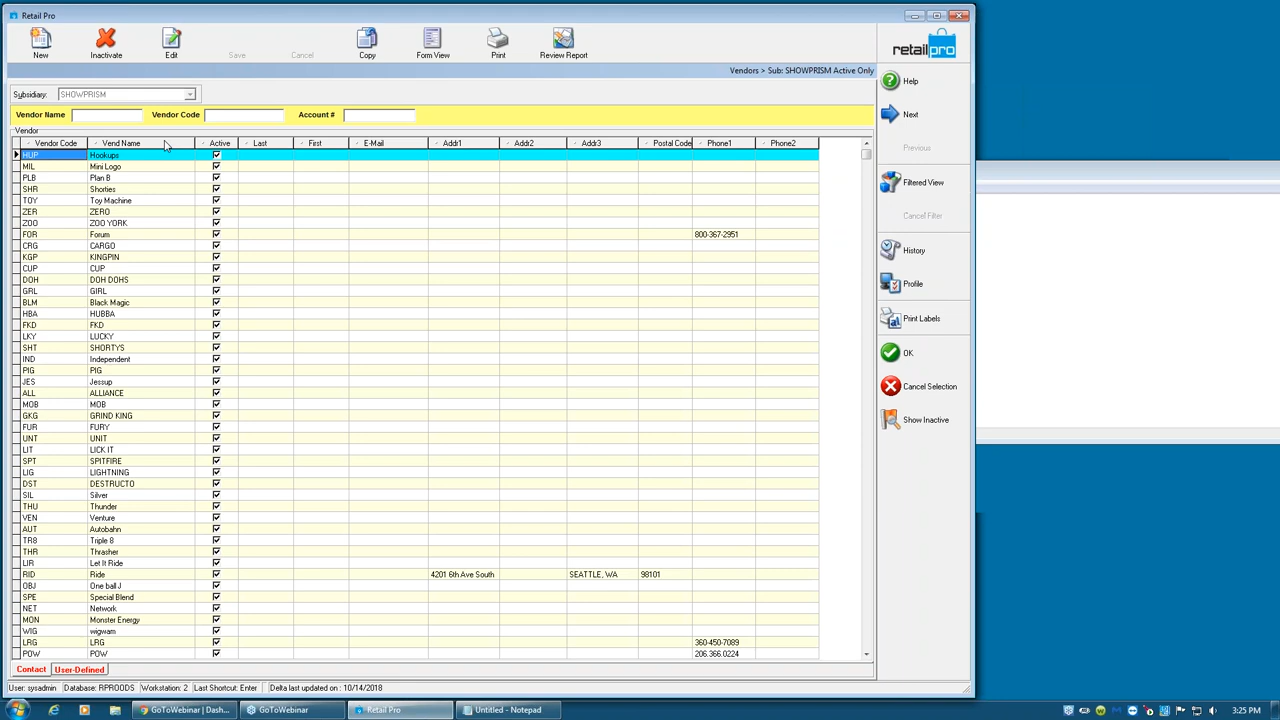 Retail Pro
New Inactivate Edit Save Cancel Copy Form View Print Review Report
retailpro
Vendors > Sub: SHOWPRISM Active Only
Subsidiary: SHOWPRISM
Vendor Name Vendor Code Account #
Vendor
Vendor Code Vend Name Active Last First E-Mail Addr1 Addr2 Addr3 Postal Code Phone1 Phone2
HUP Hookups
MIL Mini Logo
PLB Plan B
SHR Shorties
TOY Toy Machine
ZER ZERO
ZOO ZOO YORK
FOR Forum 800-367-2951
CRG CARGO
KGP KINGPIN
CUP CUP
DOH DOH DOHS
GRL GIRL
BLM Black Magic
HBA HUBBA
FKD FKD
LKY LUCKY
SHT SHORTYS
IND Independent
PIG PIG
JES Jessup
ALL ALLIANCE
MOB MOB
GKG GRIND KING
FUR FURY
UNT UNIT
LIT LICK IT
SPT SPITFIRE
LIG LIGHTNING
DST DESTRUCTO
SIL Silver
THU Thunder
VEN Venture
AUT Autobahn
TR8 Triple 8
THR Thrasher
LIR Let It Ride
RID Ride 4201 6th Ave South SEATTLE, WA 98101
OBJ One ball J
SPE Special Blend
NET Network
MON Monster Energy
WIG wigwam
LRG LRG 360-450-7089
POW POW 206.366.0224
Contact User-Defined
User: sysadmin Database: RPROODS Workstation: 2 Last Shortcut: Enter Delta last updated on : 10/14/2018
Help
Next
Previous
Filtered View
Cancel Filter
History
Profile
Print Labels
OK
Cancel Selection
Show Inactive
GoToWebinar | Dash... GoToWebinar Retail Pro Untitled - Notepad 3:25 PM